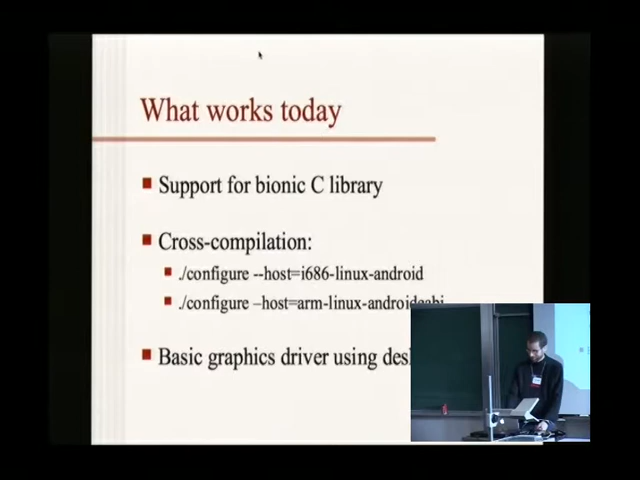 What works today
Support for bionic C library
Cross-compilation:
./configure --host=i686-linux-android
./configure –host=arm-linux-androideabi
Basic graphics driver using